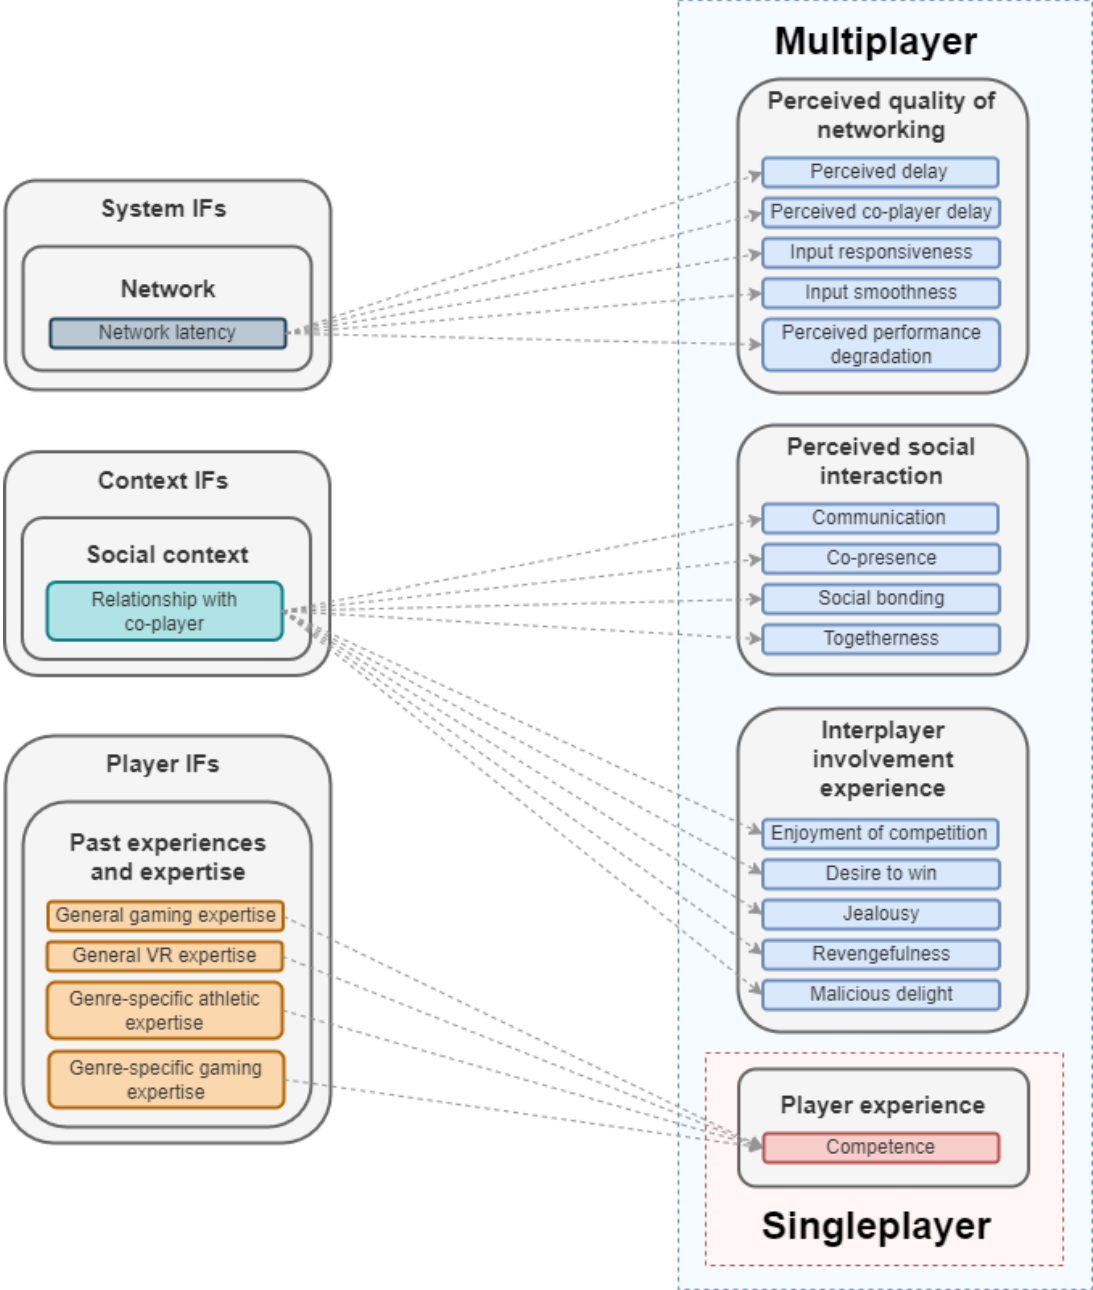 System IFs
Network
Network latency
Context IFs
Social context
Relationship with
co-player
Player IFs
Past experiences
and expertise
General gaming expertise
General VR expertise
Genre-specific athletic
expertise
Genre-specific gaming
expertise
Multiplayer
Perceived quality of
networking
Perceived delay
Perceived co-player delay
Input responsiveness
Input smoothness
Perceived performance
degradation
Perceived social
interaction
Communication
Co-presence
Social bonding
Togetherness
Interplayer
involvement
experience
Enjoyment of competition
Desire to win
Jealousy
Revengefulness
Malicious delight
Player experience
Competence
Singleplayer